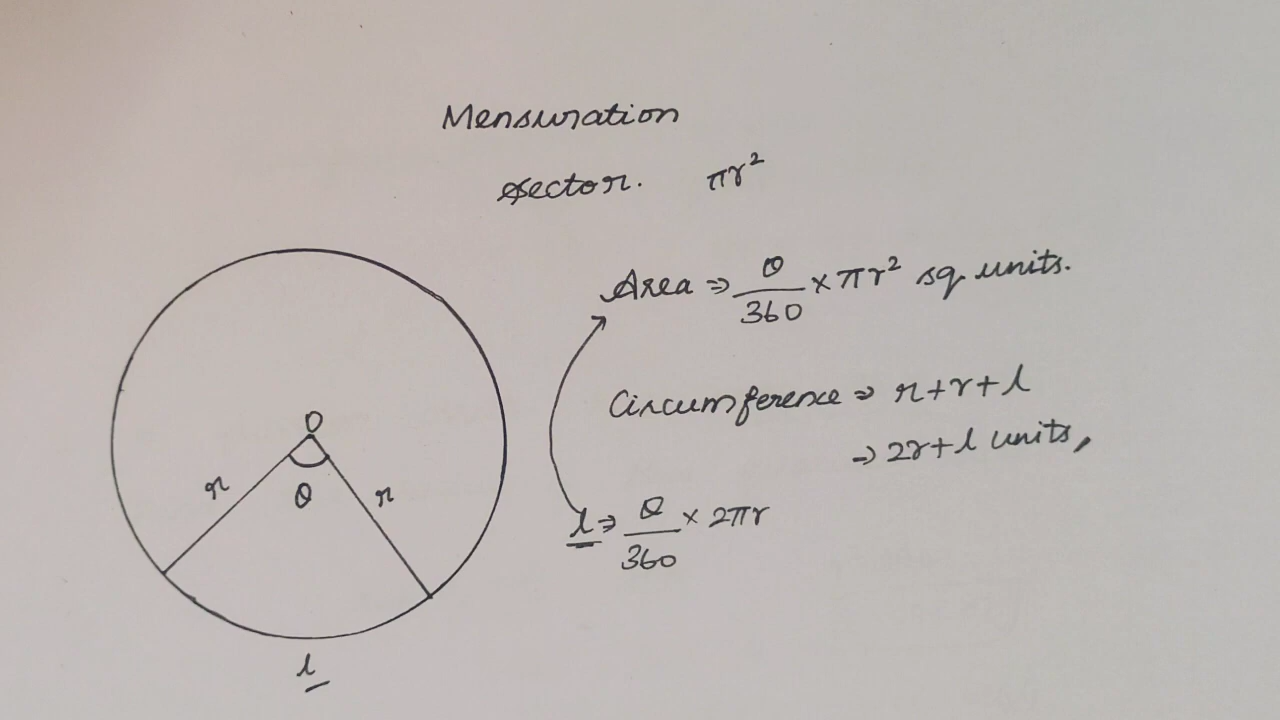 Mensuration
Sector. πr²
Area ⇒ θ/360 × πr² sq units.
Circumference ⇒ r+r+l
⇒ 2r+l units,
l ⇒ θ/360 × 2πr
O
r θ r
l